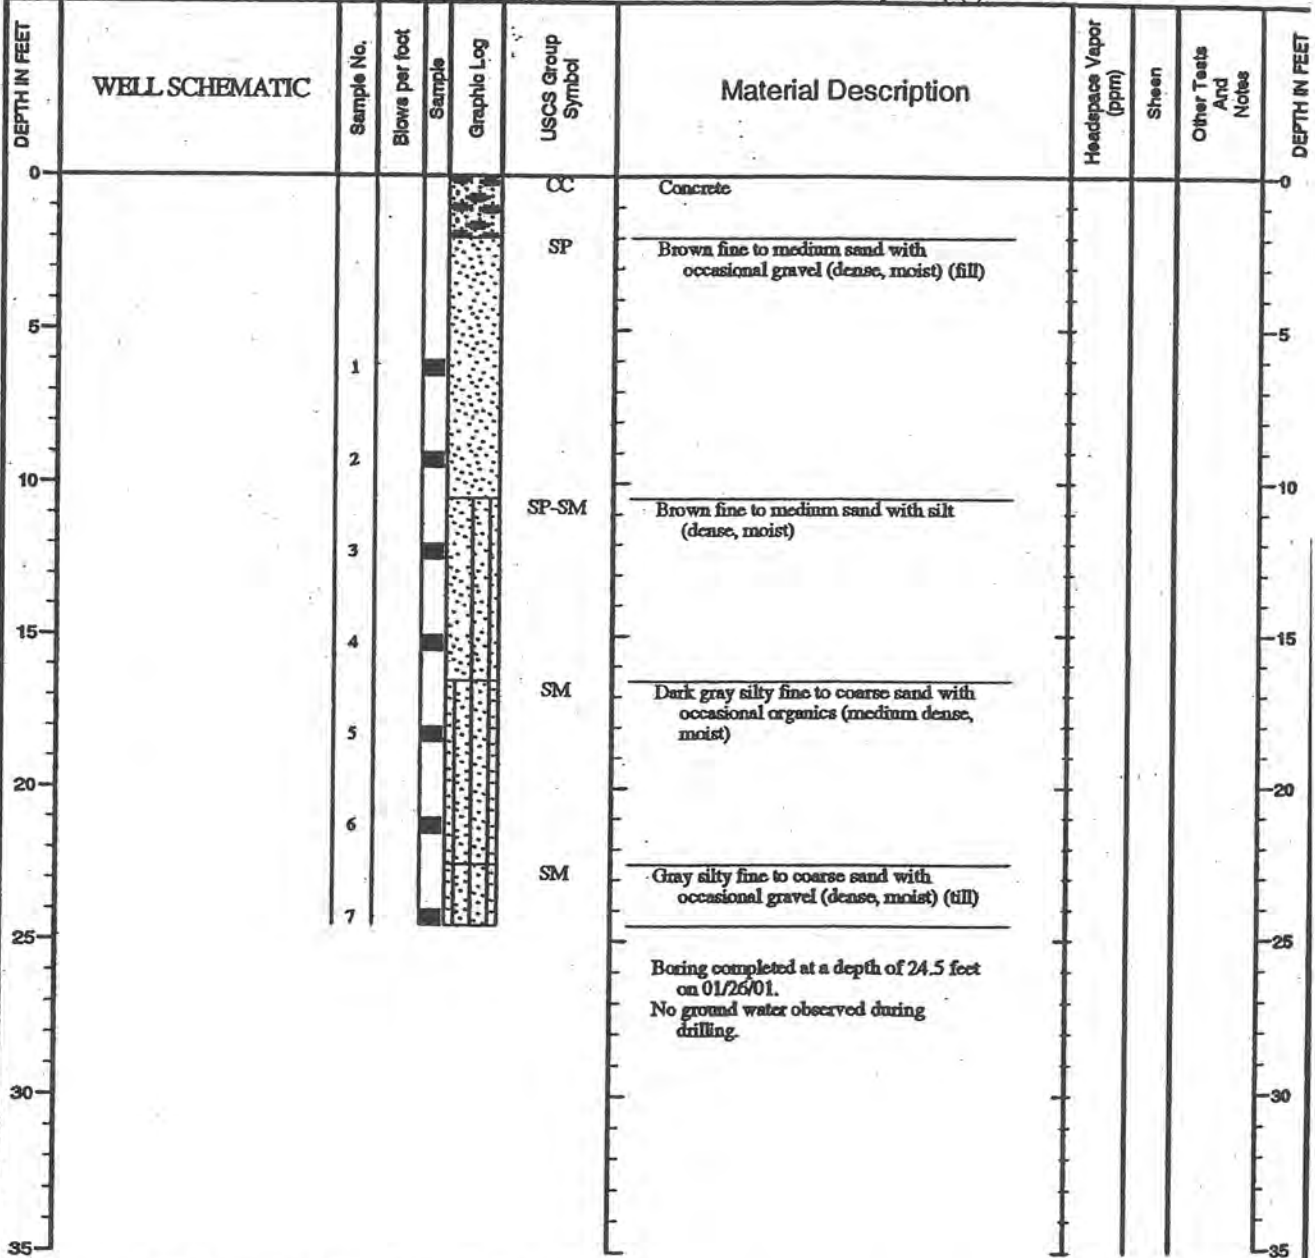 DEPTH IN FEET
WELL SCHEMATIC
Sample No.
Blows per foot
Sample
Graphic Log
USCS Group
Symbol
Material Description
Headspace Vapor
(ppm)
Sheen
Other Tests
And
Notes
DEPTH IN FEET
0
CC
Concrete
0
SP
Brown fine to medium sand with
occasional gravel (dense, moist) (fill)
5
5
1
2
10
10
SP-SM
Brown fine to medium sand with silt
(dense, moist)
3
15
4
15
SM
Dark gray silty fine to coarse sand with
occasional organics (medium dense,
moist)
5
20
20
6
SM
Gray silty fine to coarse sand with
occasional gravel (dense, moist) (till)
7
25
25
Boring completed at a depth of 24.5 feet
on 01/26/01.
No ground water observed during
drilling.
30
30
35
35